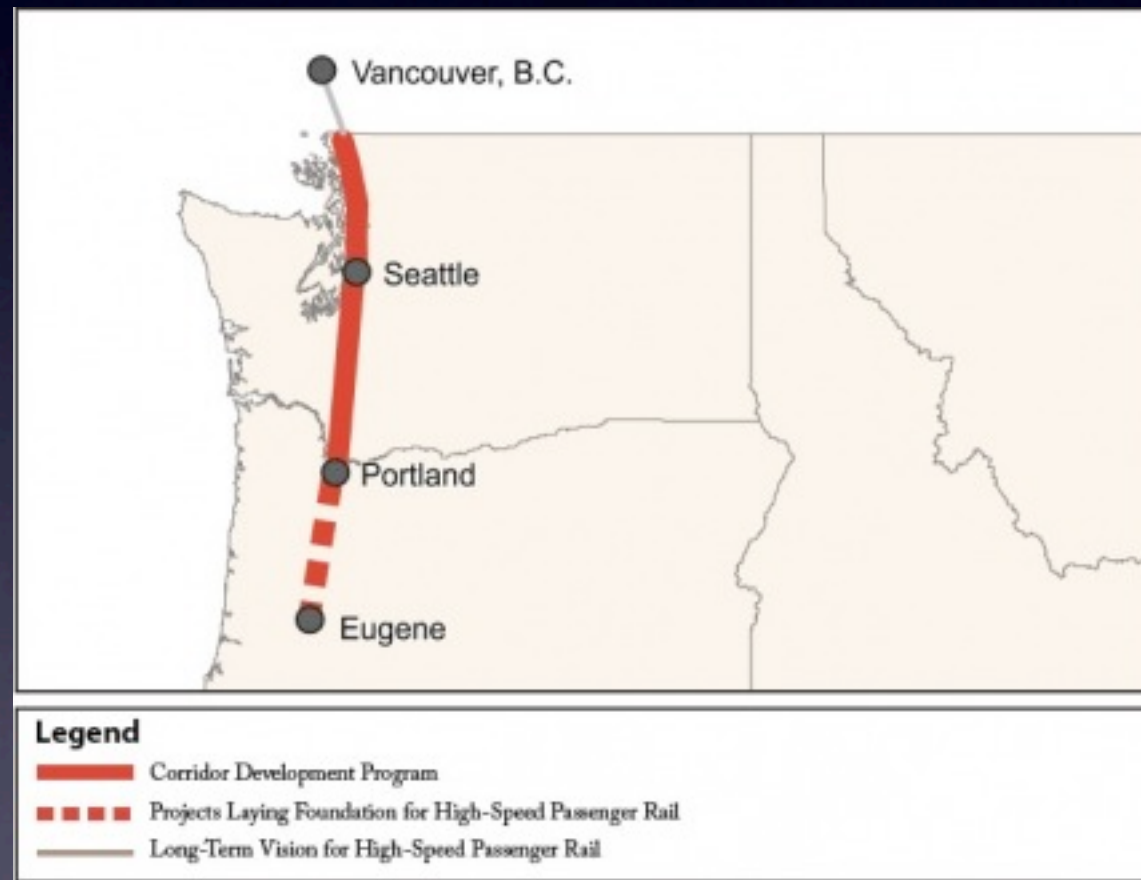 Vancouver, B.C.
Seattle
Portland
Eugene
Legend
Corridor Development Program
Projects Laying Foundation for High-Speed Passenger Rail
Long-Term Vision for High-Speed Passenger Rail